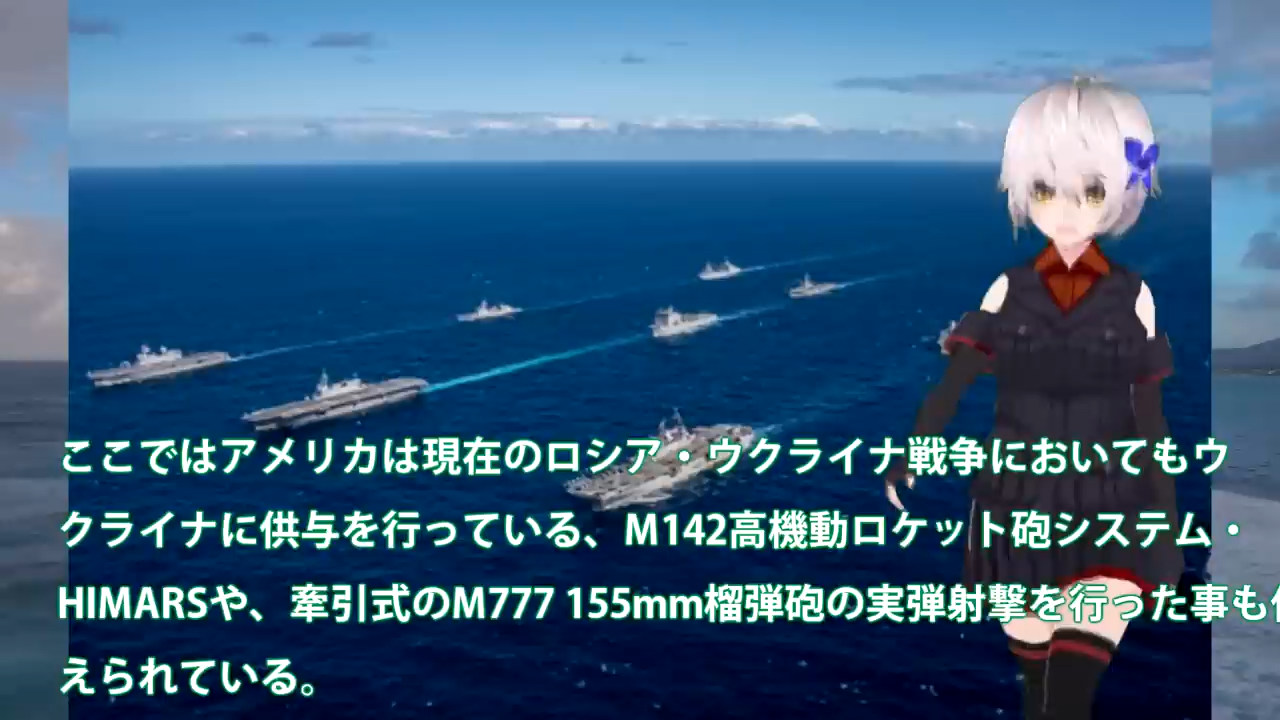 ここではアメリカは現在のロシア・ウクライナ戦争においてもウ
クライナに供与を行っている、M142高機動ロケット砲システム・
HIMARSや、牽引式のM777 155mm榴弾砲の実弾射撃を行った事も伝
えられている。